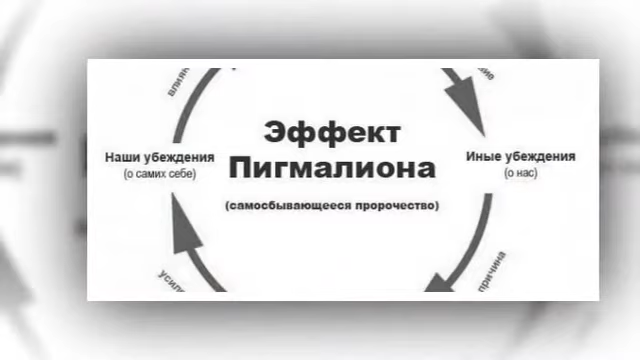 Эффект
Пигмалиона
(самосбывающееся пророчество)
Наши убеждения
(о самих себе)
Иные убеждения
(о нас)
причина